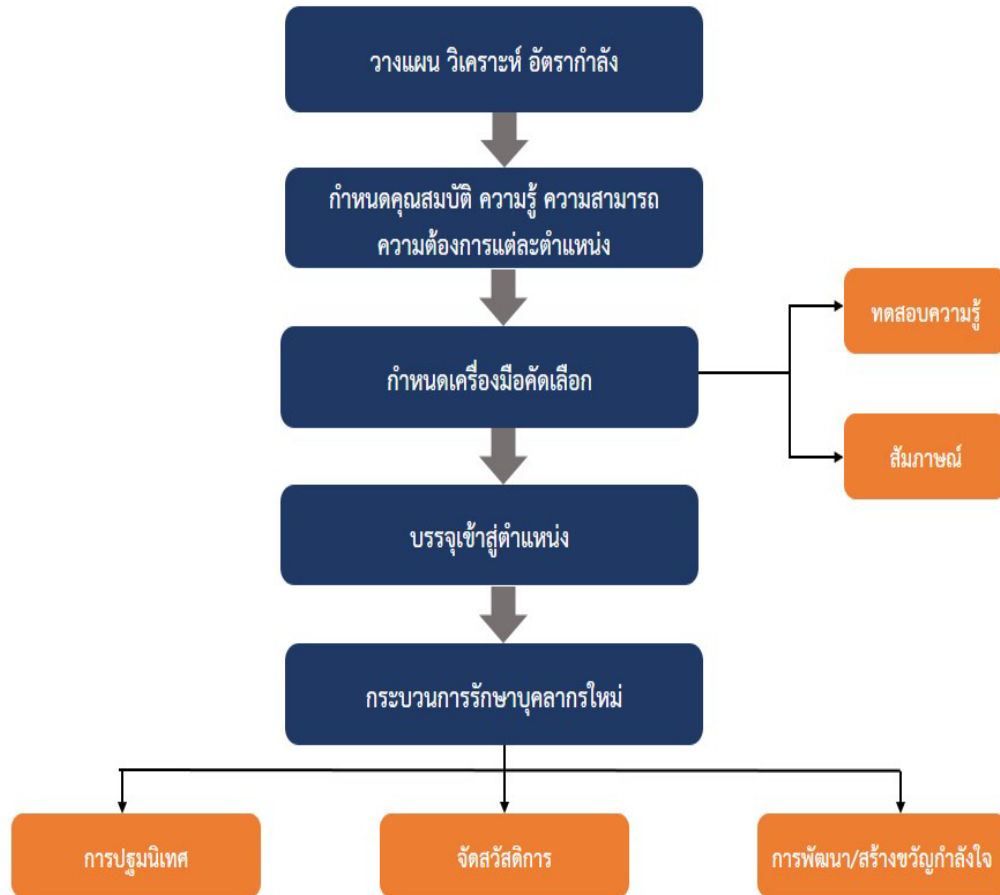 วางแผน วิเคราะห์ อัตรากำลัง
กำหนดคุณสมบัติ ความรู้ ความสามารถ
ความต้องการแต่ละตำแหน่ง
กำหนดเครื่องมือคัดเลือก
ทดสอบความรู้
สัมภาษณ์
บรรจุเข้าสู่ตำแหน่ง
กระบวนการรักษาบุคลากรใหม่
การปฐมนิเทศ
จัดสวัสดิการ
การพัฒนา/สร้างขวัญกำลังใจ